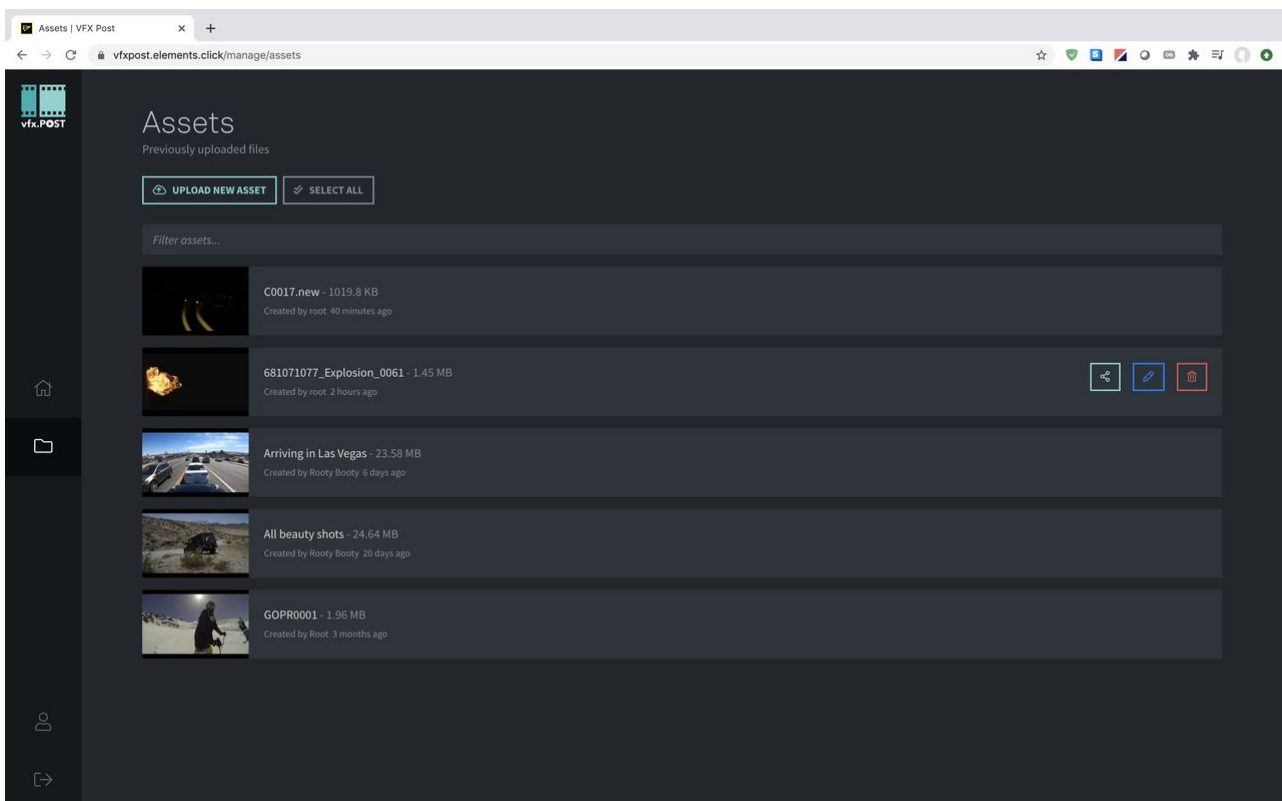 Assets | VFX Post
vfxpost.elements.click/manage/assets
vfx.POST
Assets
Previously uploaded files
UPLOAD NEW ASSET
SELECT ALL
Filter assets...
C0017.new - 1019.8 KB
Created by root 40 minutes ago
681071077_Explosion_0061 - 1.45 MB
Created by root 2 hours ago
Arriving in Las Vegas - 23.58 MB
Created by Rooty Booty 6 days ago
All beauty shots - 24.64 MB
Created by Rooty Booty 20 days ago
GOPR0001 - 1.96 MB
Created by Root 3 months ago